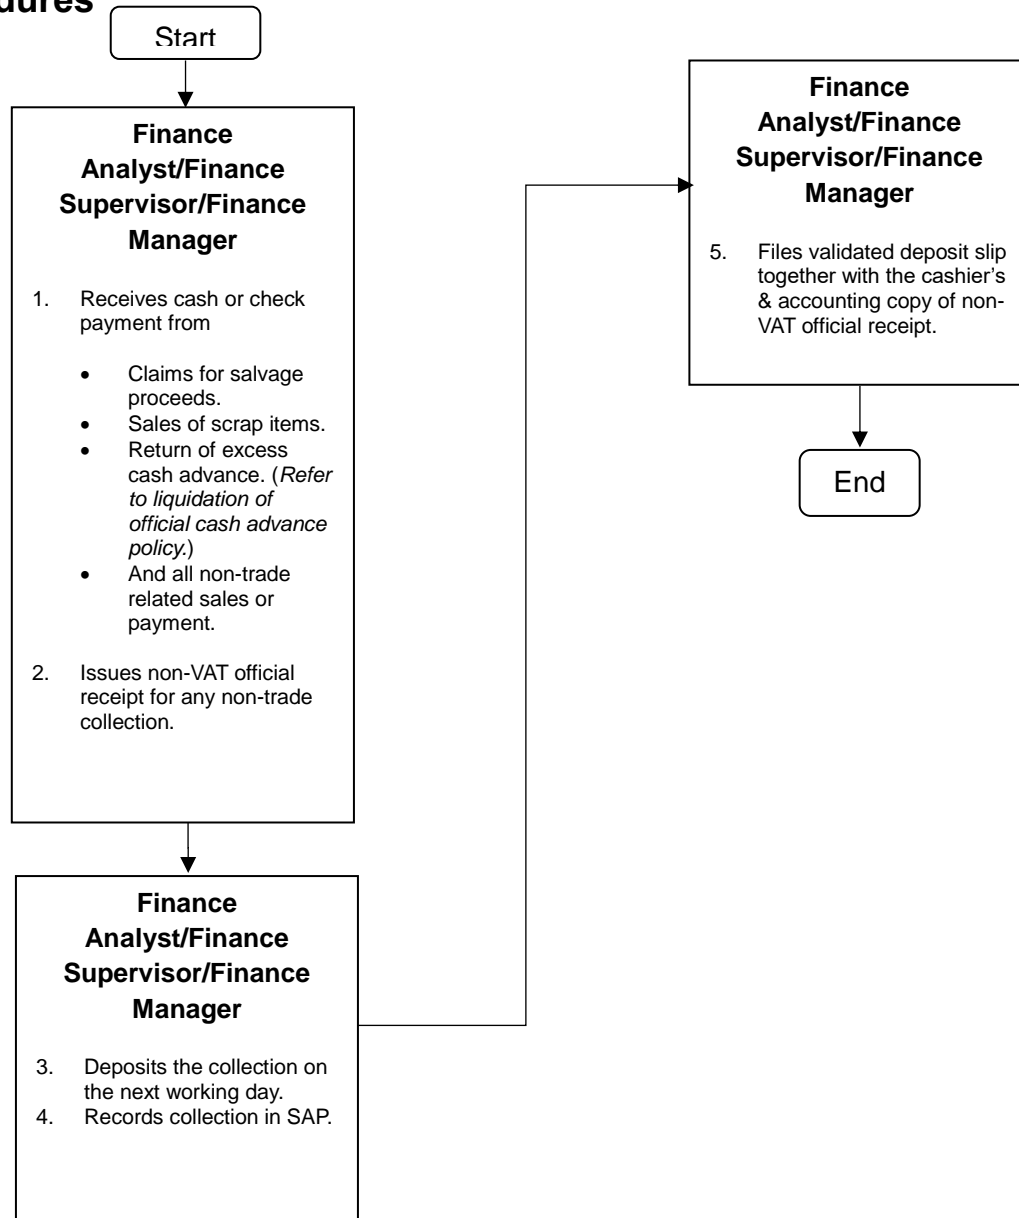 dures
Start
Finance
Analyst/Finance
Supervisor/Finance
Manager
1. Receives cash or check
payment from
• Claims for salvage
proceeds.
• Sales of scrap items.
• Return of excess
cash advance. (Refer
to liquidation of
official cash advance
policy.)
• And all non-trade
related sales or
payment.
2. Issues non-VAT official
receipt for any non-trade
collection.
Finance
Analyst/Finance
Supervisor/Finance
Manager
3. Deposits the collection on
the next working day.
4. Records collection in SAP.
Finance
Analyst/Finance
Supervisor/Finance
Manager
5. Files validated deposit slip
together with the cashier's
& accounting copy of non-
VAT official receipt.
End